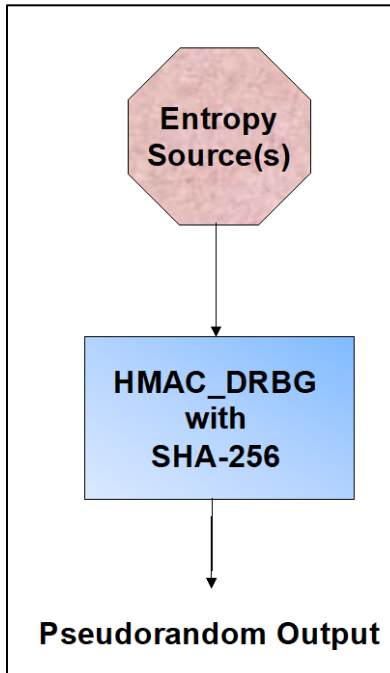 Entropy
Source(s)
HMAC_DRBG
with
SHA-256
Pseudorandom Output